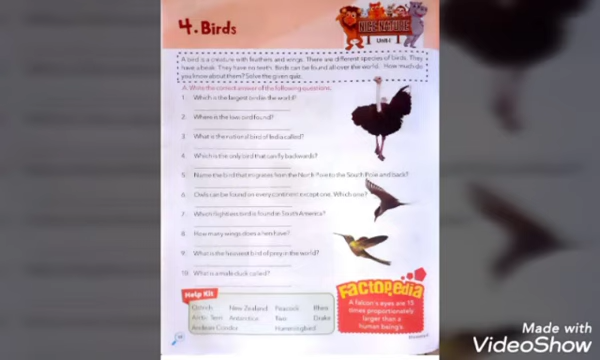 4. Birds
NICE NATURE
Unit-I
A bird is a creature with feathers and wings. There are different species of birds. They
have a beak. They have no teeth. Birds can be found all over the world. How much do
you know about them? Solve the given quiz.
A. Write the correct answer of the following questions.
1. Which is the largest bird in the world?
2. Where is the kiwi bird found?
3. What is the national bird of India called?
4. Which is the only bird that can fly backwards?
5. Name the bird that migrates from the North Pole to the South Pole and back?
6. Owls can be found on every continent except one. Which one?
7. Which flightless bird is found in South America?
8. How many wings does a hen have?
9. What is the heaviest bird of prey in the world?
10. What is a male duck called?
Help Kit
Ostrich New Zealand Peacock Rhea
Arctic Tern Antarctica Two Drake
Andean Condor Hummingbird
Factopedia
A falcon's eyes are 15
times proportionately
larger than a
human being's
Made with
VideoShow